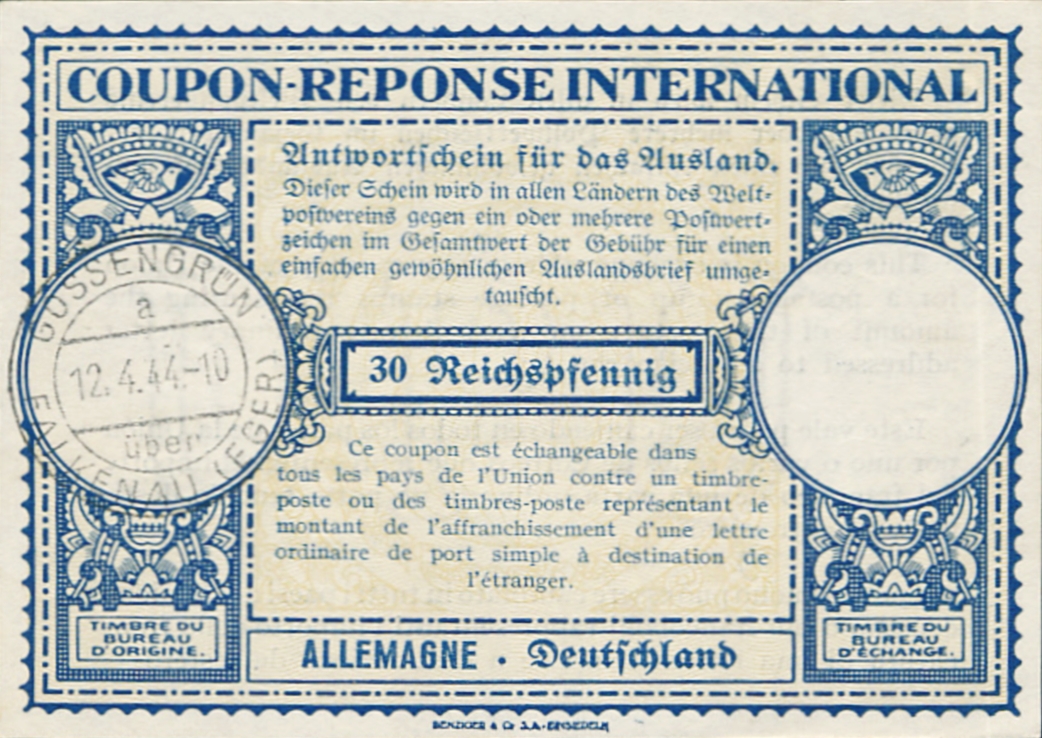 COUPON-REPONSE INTERNATIONAL
Antwortschein für das Ausland.
Dieser Schein wird in allen Ländern des Welt-
postvereins gegen ein oder mehrere Postwert-
zeichen im Gesamtwert der Gebühr für einen
einfachen gewöhnlichen Auslandsbrief umge-
tauscht.
GOSSENGRÜN
a
12.4.44.-10
über
FALKENAU (EGER)
30 Reichspfennig
Ce coupon est échangeable dans
tous les pays de l'Union contre un timbre-
poste ou des timbres-poste représentant le
montant de l'affranchissement d'une lettre
ordinaire de port simple à destination de
l'étranger.
TIMBRE DU
BUREAU
D'ORIGINE.
ALLEMAGNE · Deutschland
TIMBRE DU
BUREAU
D'ÉCHANGE.
BENZIGER & Co S.A. EINSIEDELN